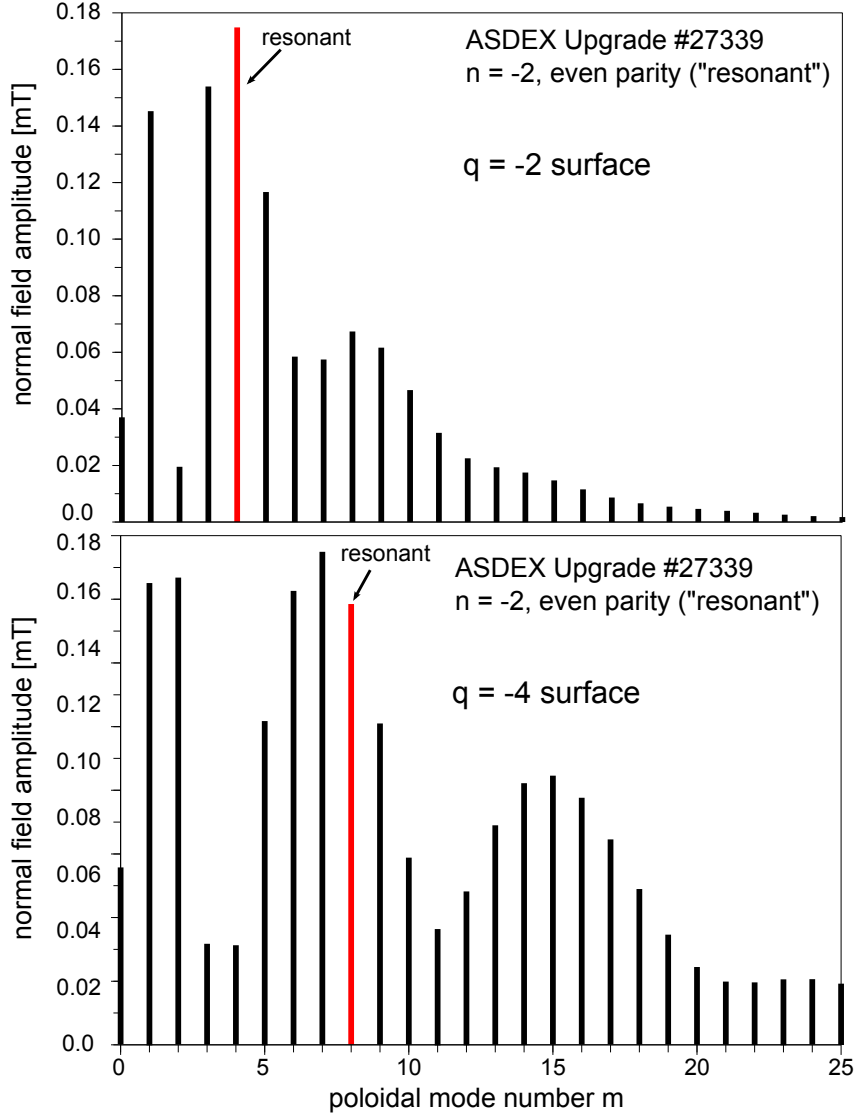 0.18
0.16
0.14
0.12
0.10
0.08
0.06
0.04
0.02
0.0
normal field amplitude [mT]
resonant
ASDEX Upgrade #27339
n = -2, even parity ("resonant")
q = -2 surface
0.18
0.16
0.14
0.12
0.10
0.08
0.06
0.04
0.02
0.0
normal field amplitude [mT]
resonant
ASDEX Upgrade #27339
n = -2, even parity ("resonant")
q = -4 surface
0 5 10 15 20 25
poloidal mode number m